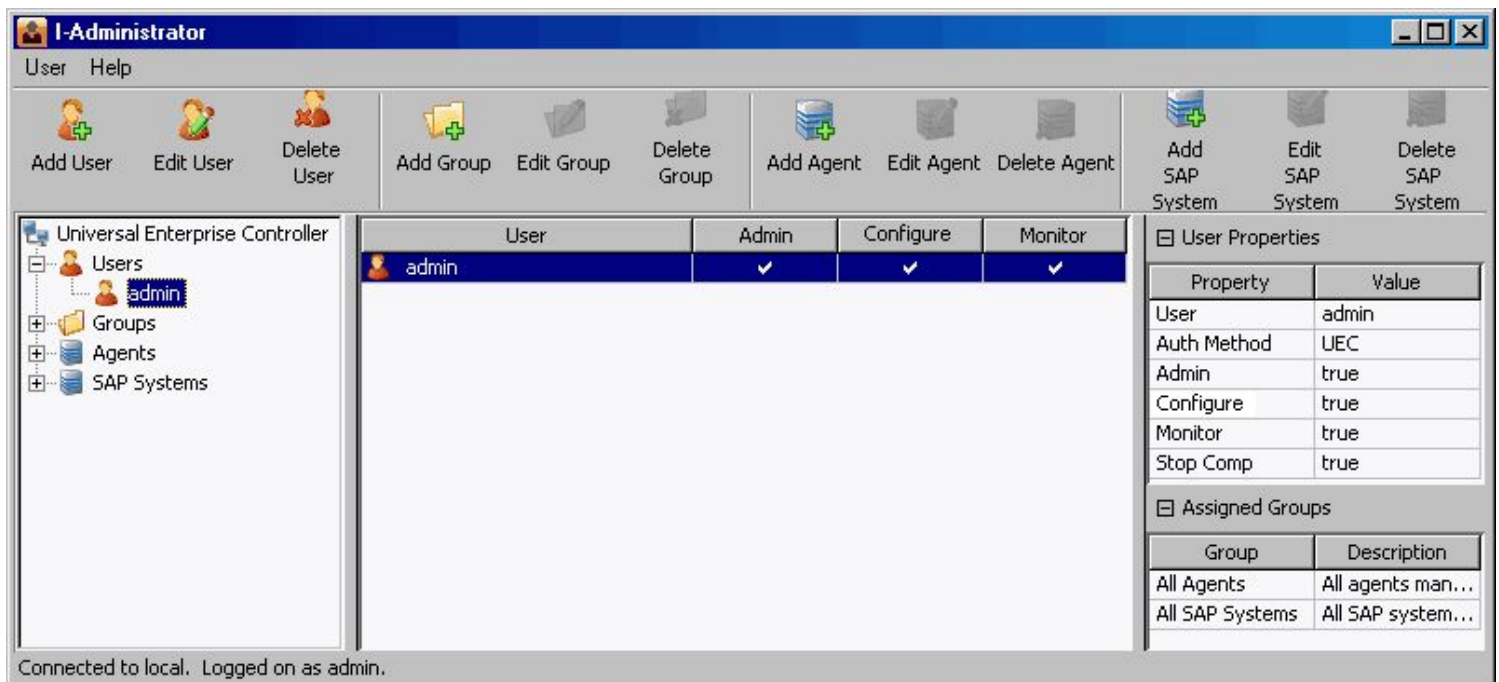 I-Administrator
User Help
Add User Edit User Delete User Add Group Edit Group Delete Group Add Agent Edit Agent Delete Agent Add SAP System Edit SAP System Delete SAP System
Universal Enterprise Controller
Users
admin
Groups
Agents
SAP Systems
User Admin Configure Monitor
admin
User Properties
Property Value
User admin
Auth Method UEC
Admin true
Configure true
Monitor true
Stop Comp true
Assigned Groups
Group Description
All Agents All agents man...
All SAP Systems All SAP system...
Connected to local. Logged on as admin.